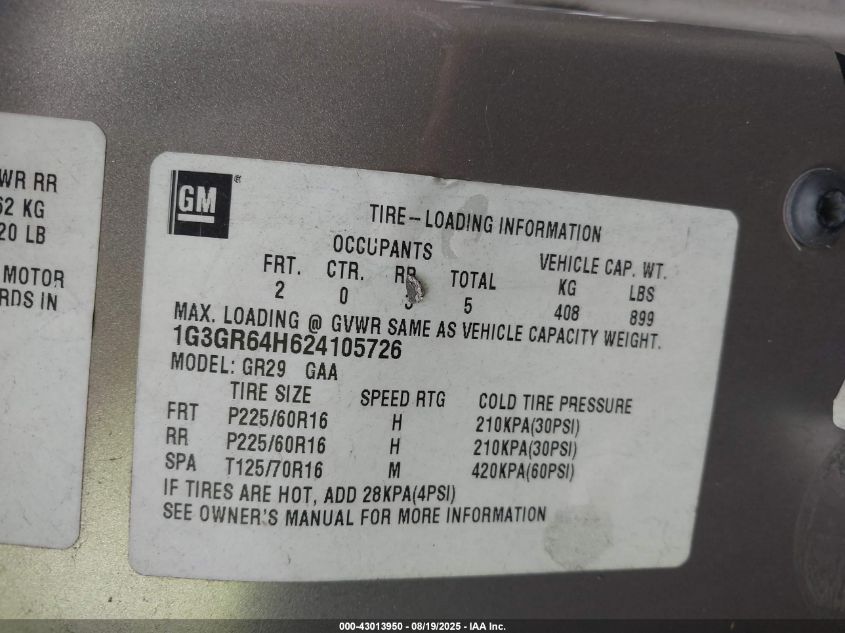 WR RR
62 KG
20 LB
MOTOR
RDS IN
GM
TIRE-LOADING INFORMATION
OCCUPANTS VEHICLE CAP. WT.
FRT. CTR. RR TOTAL KG LBS
2 0 5 408 899
MAX. LOADING @ GVWR SAME AS VEHICLE CAPACITY WEIGHT.
1G3GR64H624105726
MODEL: GR29 GAA
TIRE SIZE SPEED RTG COLD TIRE PRESSURE
FRT P225/60R16 H 210KPA(30PSI)
RR P225/60R16 H 210KPA(30PSI)
SPA T125/70R16 M 420KPA(60PSI)
IF TIRES ARE HOT, ADD 28KPA(4PSI)
SEE OWNER'S MANUAL FOR MORE INFORMATION
000-43013950 - 08/19/2025 - IAA Inc.